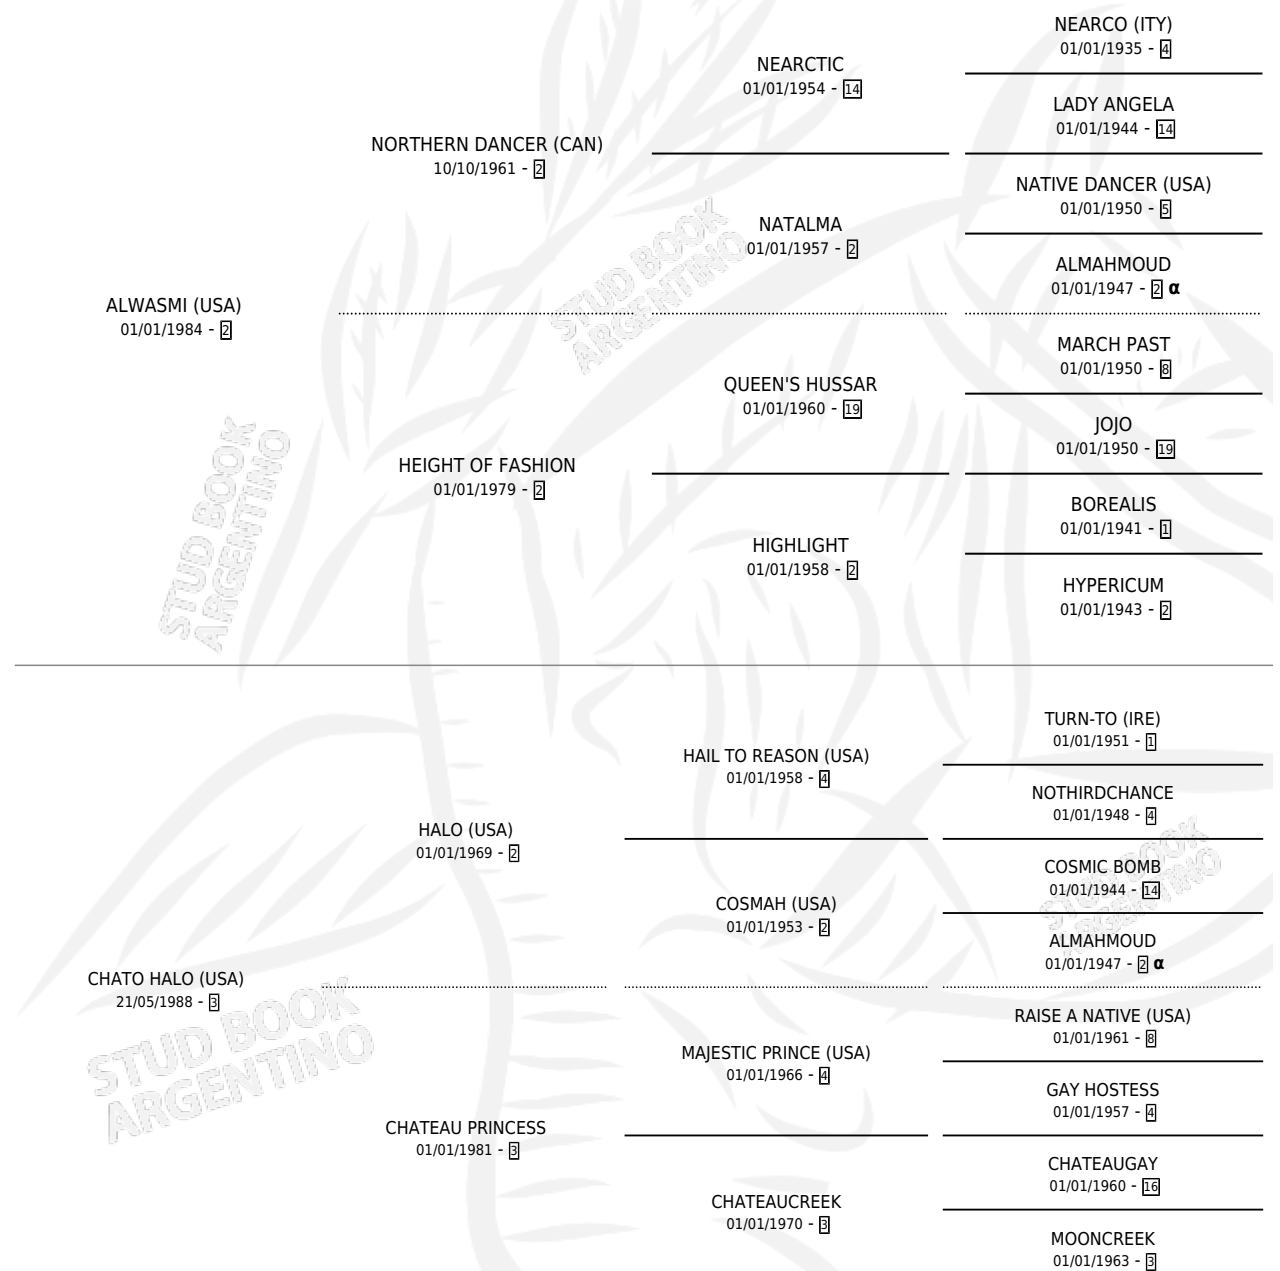 NEARCO (ITY)
01/01/1935 - 4
NEARCTIC
01/01/1954 - 14
LADY ANGELA
01/01/1944 - 14
NORTHERN DANCER (CAN)
10/10/1961 - 2
NATIVE DANCER (USA)
01/01/1950 - 5
NATALMA
01/01/1957 - 2
ALMAHMOUD
01/01/1947 - 2 α
ALWASMI (USA)
01/01/1984 - 2
MARCH PAST
01/01/1950 - 8
QUEEN'S HUSSAR
01/01/1960 - 19
JOJO
01/01/1950 - 19
HEIGHT OF FASHION
01/01/1979 - 2
BOREALIS
01/01/1941 - 1
HIGHLIGHT
01/01/1958 - 2
HYPERICUM
01/01/1943 - 2
TURN-TO (IRE)
01/01/1951 - 1
HAIL TO REASON (USA)
01/01/1958 - 4
NOTHIRDCHANCE
01/01/1948 - 4
HALO (USA)
01/01/1969 - 2
COSMIC BOMB
01/01/1944 - 14
COSMAH (USA)
01/01/1953 - 2
ALMAHMOUD
01/01/1947 - 2 α
CHATO HALO (USA)
21/05/1988 - 3
RAISE A NATIVE (USA)
01/01/1961 - 8
MAJESTIC PRINCE (USA)
01/01/1966 - 4
GAY HOSTESS
01/01/1957 - 4
CHATEAU PRINCESS
01/01/1981 - 3
CHATEAUGAY
01/01/1960 - 16
CHATEAUCREEK
01/01/1970 - 3
MOONCREEK
01/01/1963 - 3
STUD BOOK
ARGENTINO
STUD BOOK
ARGENTINO
STUD BOOK
ARGENTINO
STUD BOOK
ARGENTINO